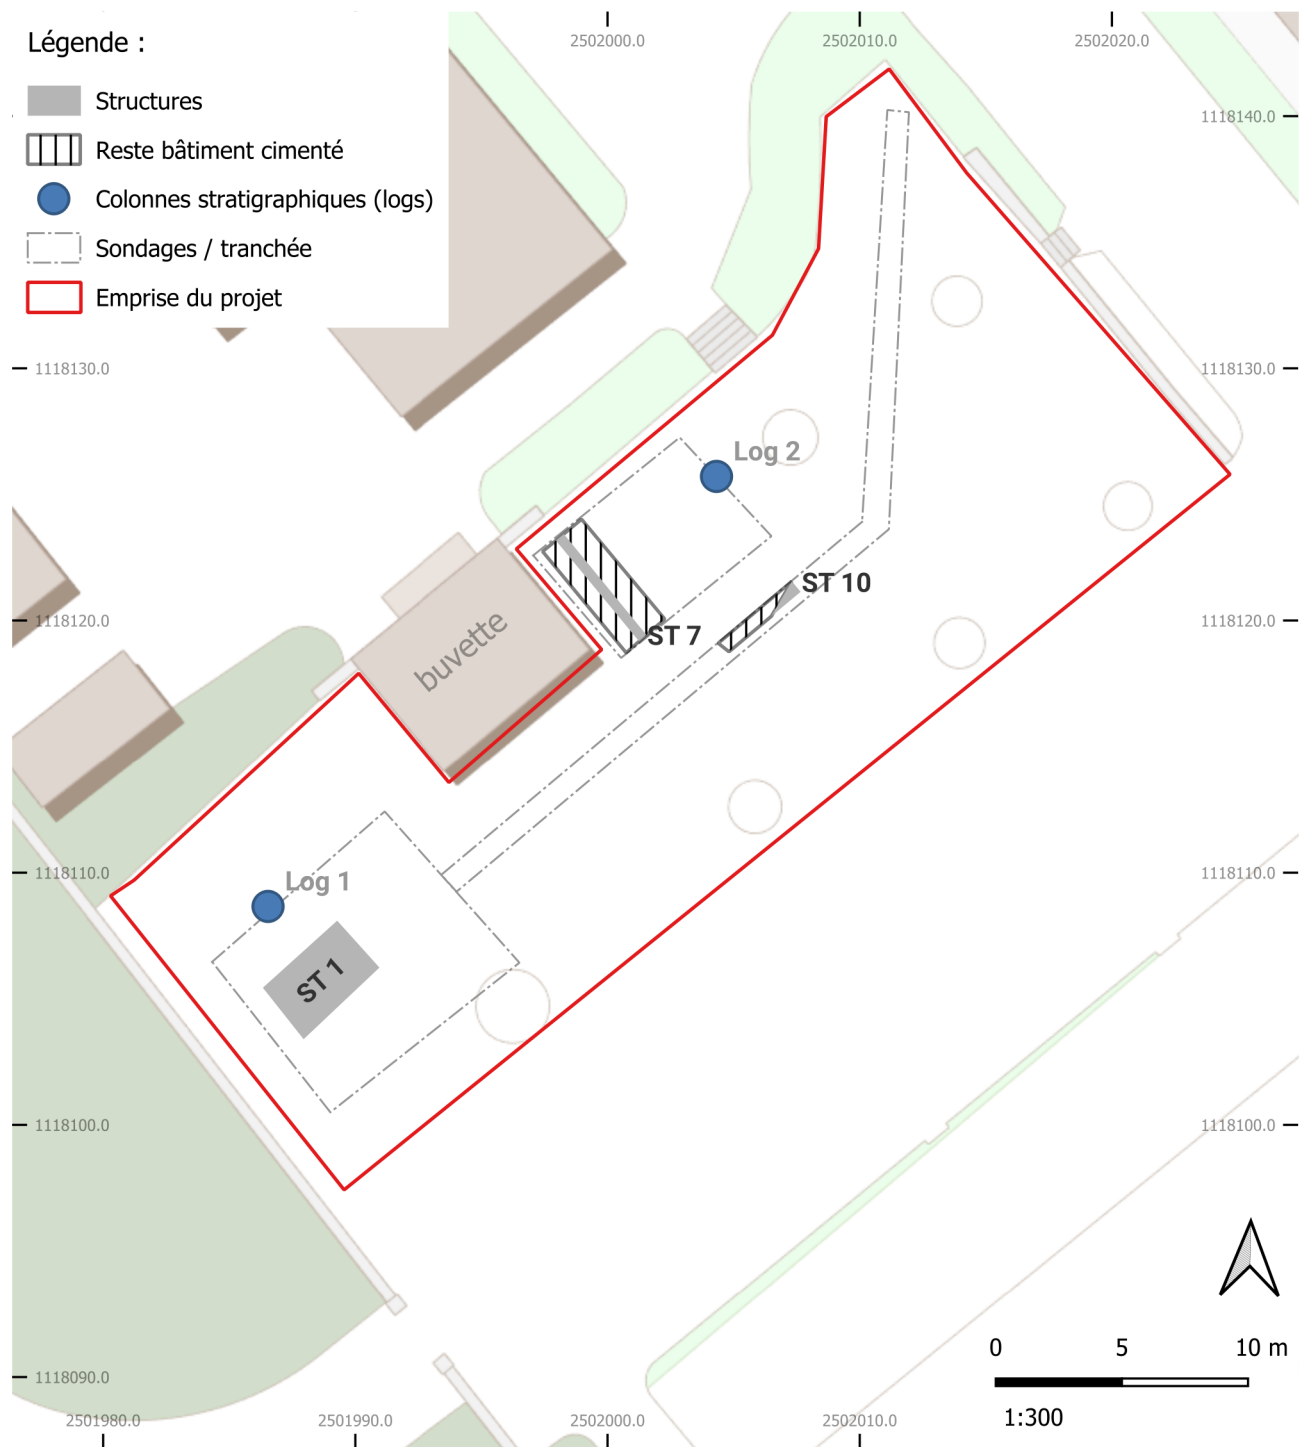 Légende :
Structures
Reste bâtiment cimenté
Colonnes stratigraphiques (logs)
Sondages / tranchée
Emprise du projet
2502000.0
2502010.0
2502020.0
1118140.0
1118130.0
1118130.0
Log 2
ST 10
1118120.0
1118120.0
ST 7
buvette
1118110.0
1118110.0
Log 1
ST 1
1118100.0
1118100.0
0 5 10 m
1:300
1118090.0
2501980.0
2501990.0
2502000.0
2502010.0